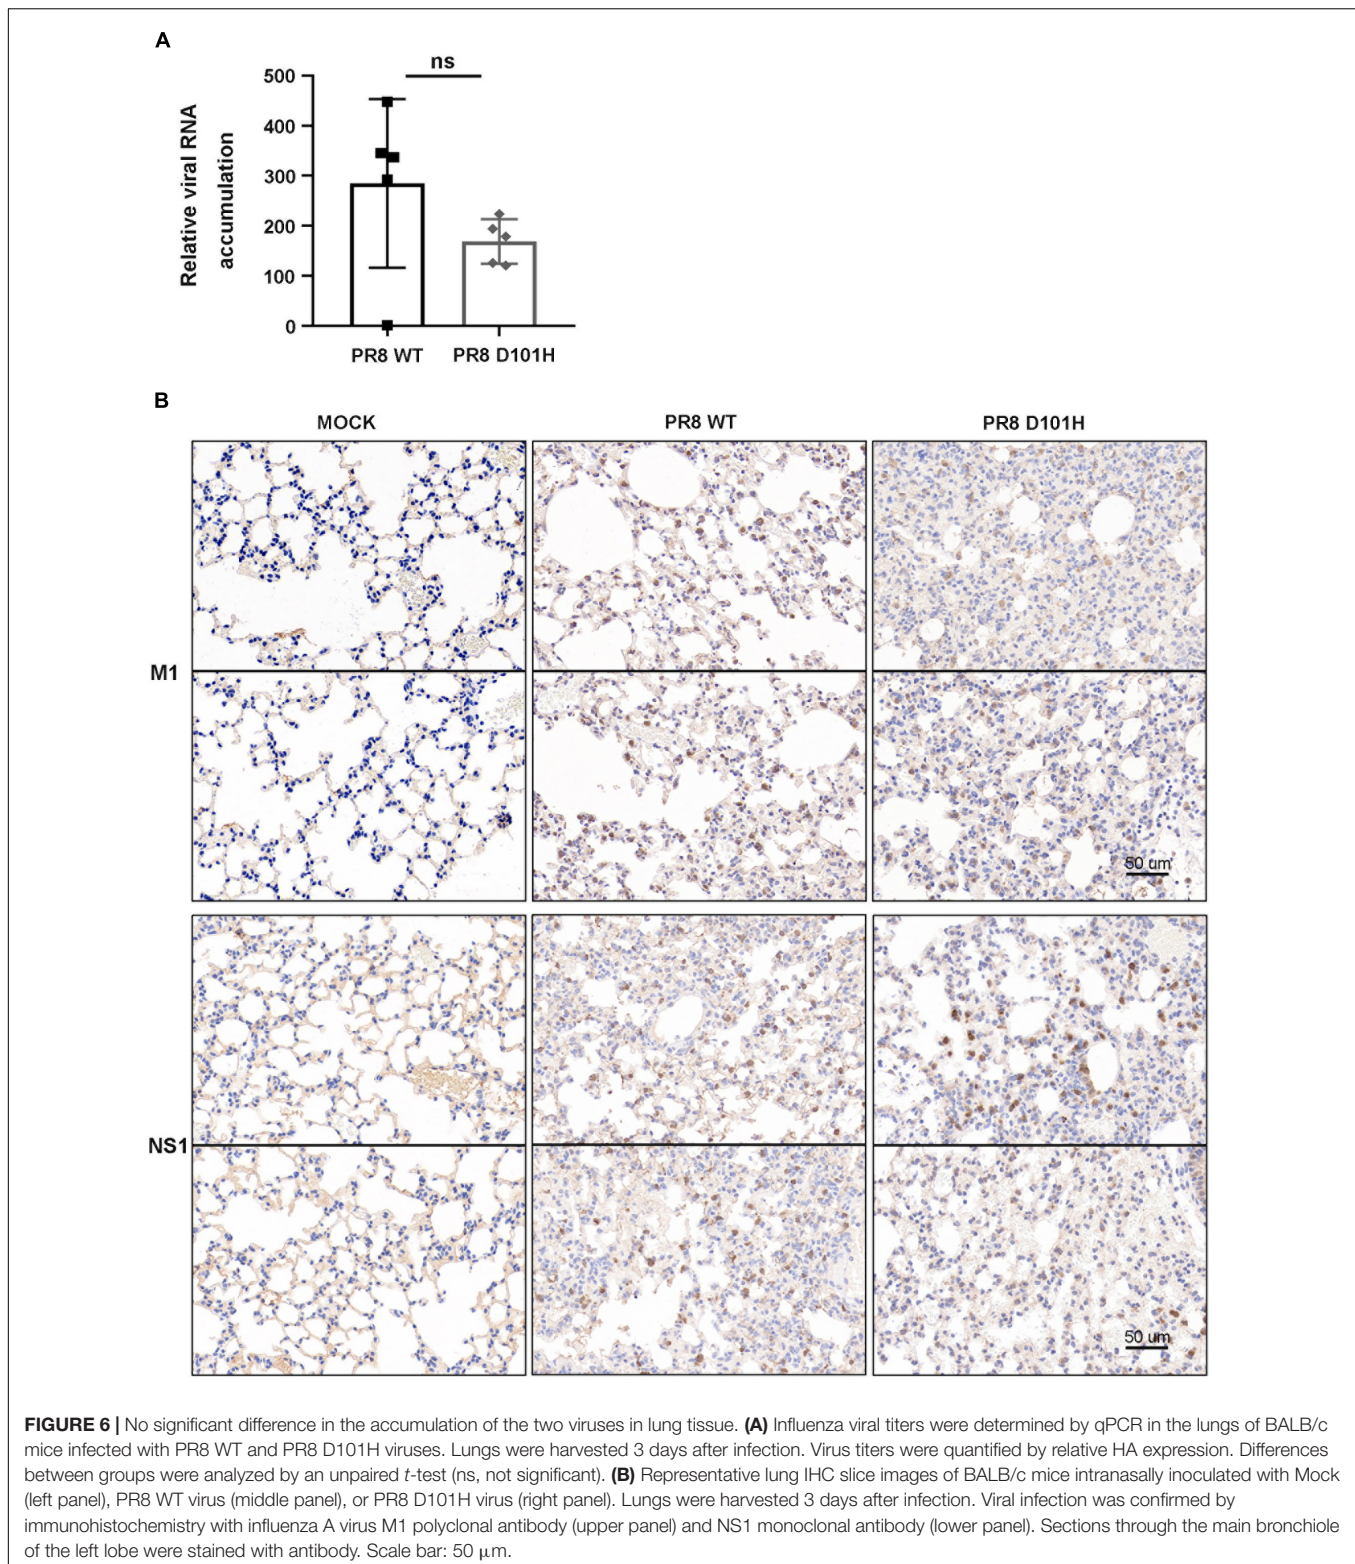 A
ns
500
400
300
200
100
0
Relative viral RNA
accumulation
PR8 WT
PR8 D101H
B
MOCK
PR8 WT
PR8 D101H
M1
50 um
NS1
50 um
FIGURE 6 | No significant difference in the accumulation of the two viruses in lung tissue. (A) Influenza viral titers were determined by qPCR in the lungs of BALB/c
mice infected with PR8 WT and PR8 D101H viruses. Lungs were harvested 3 days after infection. Virus titers were quantified by relative HA expression. Differences
between groups were analyzed by an unpaired t-test (ns, not significant). (B) Representative lung IHC slice images of BALB/c mice intranasally inoculated with Mock
(left panel), PR8 WT virus (middle panel), or PR8 D101H virus (right panel). Lungs were harvested 3 days after infection. Viral infection was confirmed by
immunohistochemistry with influenza A virus M1 polyclonal antibody (upper panel) and NS1 monoclonal antibody (lower panel). Sections through the main bronchiole
of the left lobe were stained with antibody. Scale bar: 50 μm.